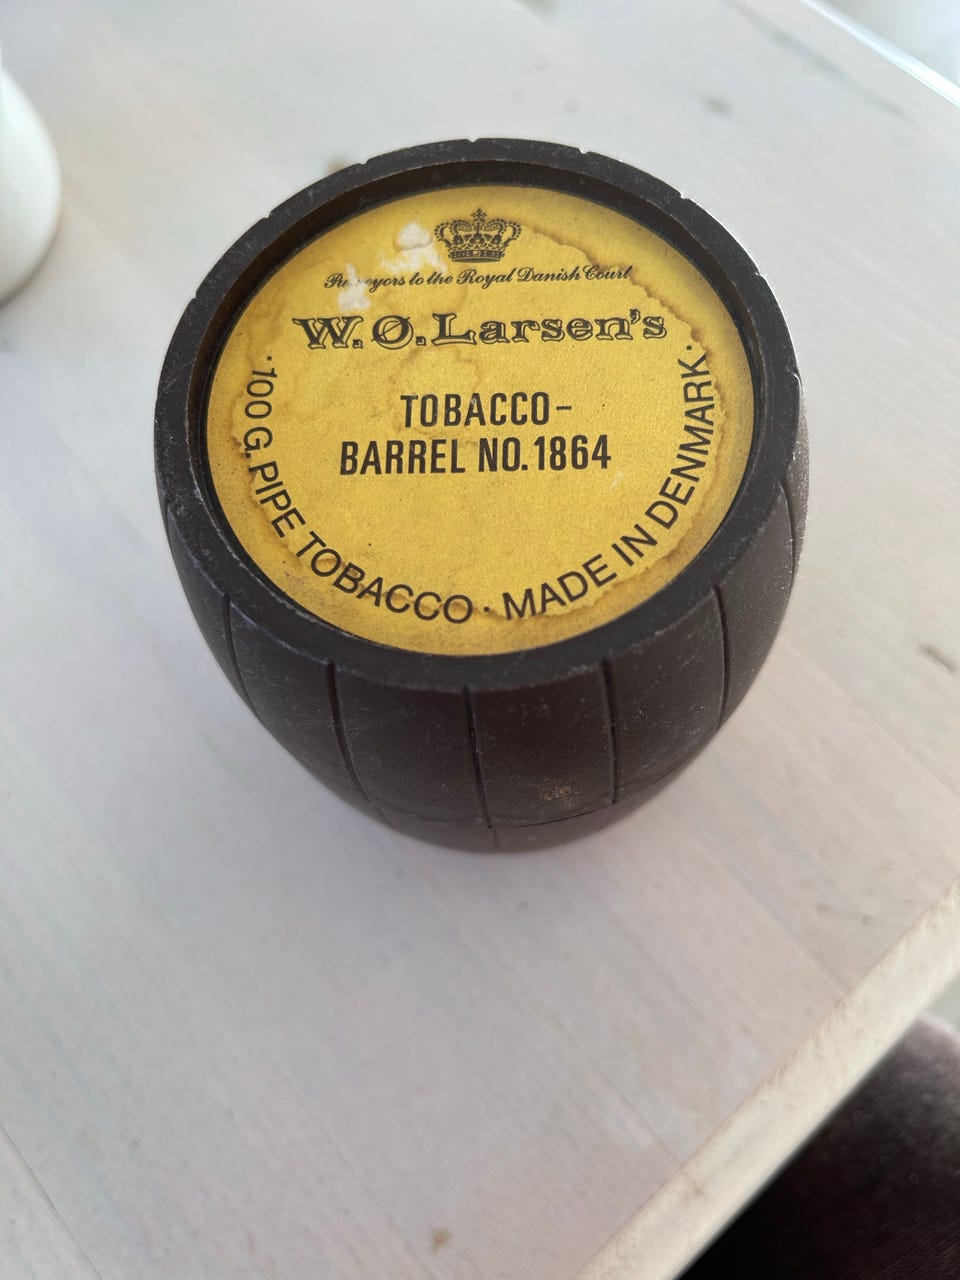 Purveyors to the Royal Danish Court
W.Ø.Larsen's
TOBACCO-
BARREL NO.1864
·100 G. PIPE TOBACCO · MADE IN DENMARK·